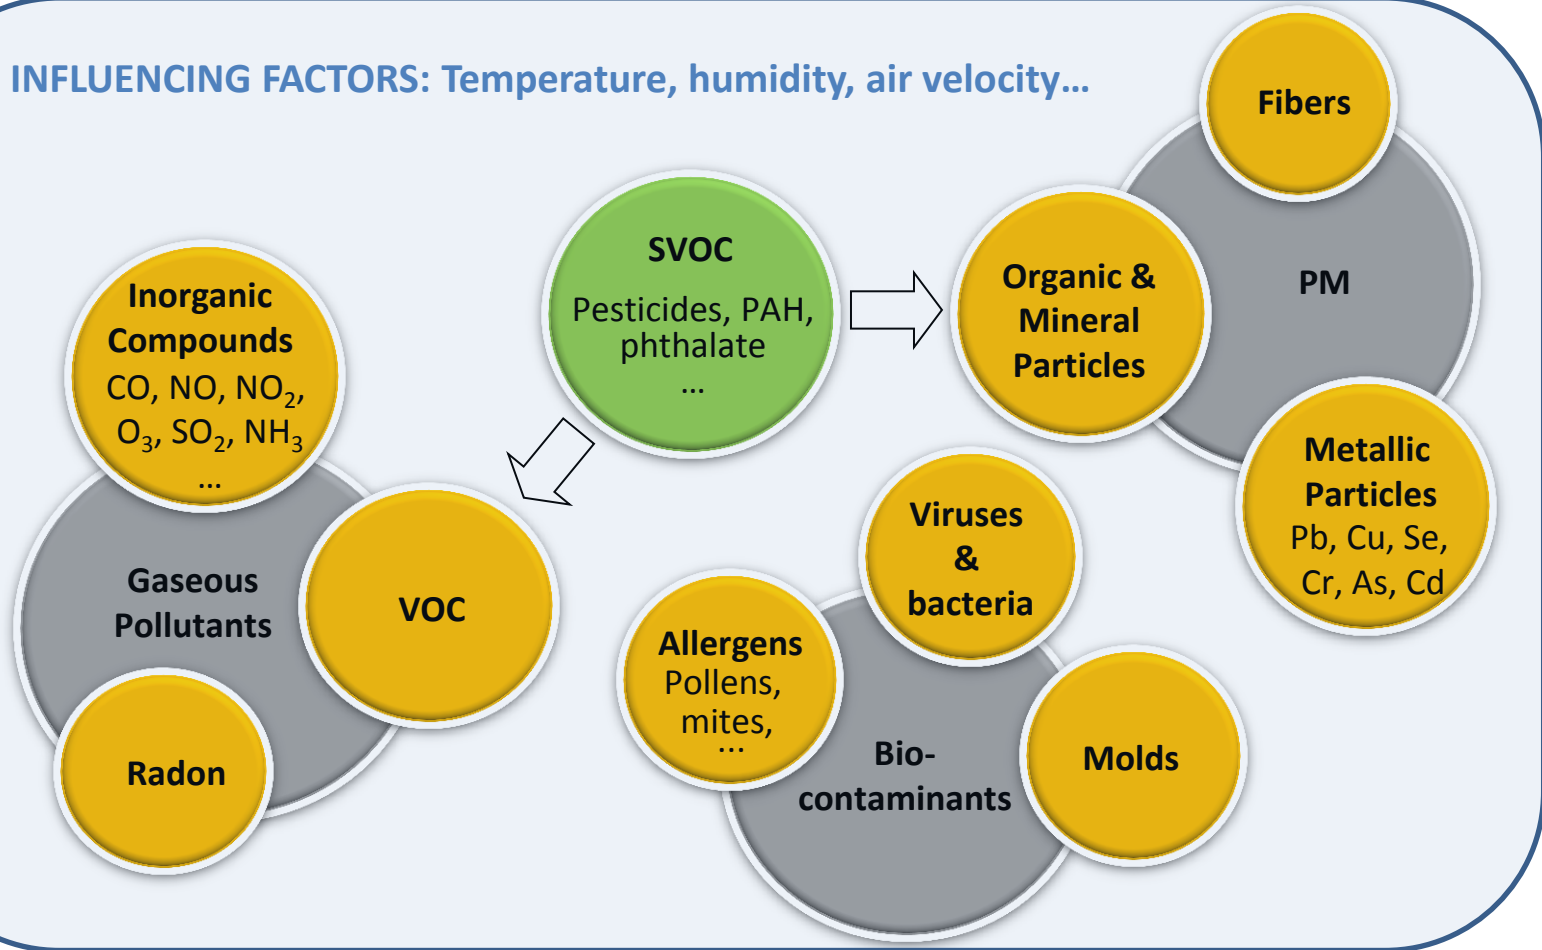 INFLUENCING FACTORS: Temperature, humidity, air velocity...
Fibers
PM
Organic &
Mineral
Particles
Metallic
Particles
Pb, Cu, Se,
Cr, As, Cd
SVOC
Pesticides, PAH,
phthalate
...
Inorganic
Compounds
CO, NO, NO₂,
O₃, SO₂, NH₃
...
Gaseous
Pollutants
VOC
Radon
Viruses
&
bacteria
Allergens
Pollens,
mites,
...
Bio-
contaminants
Molds